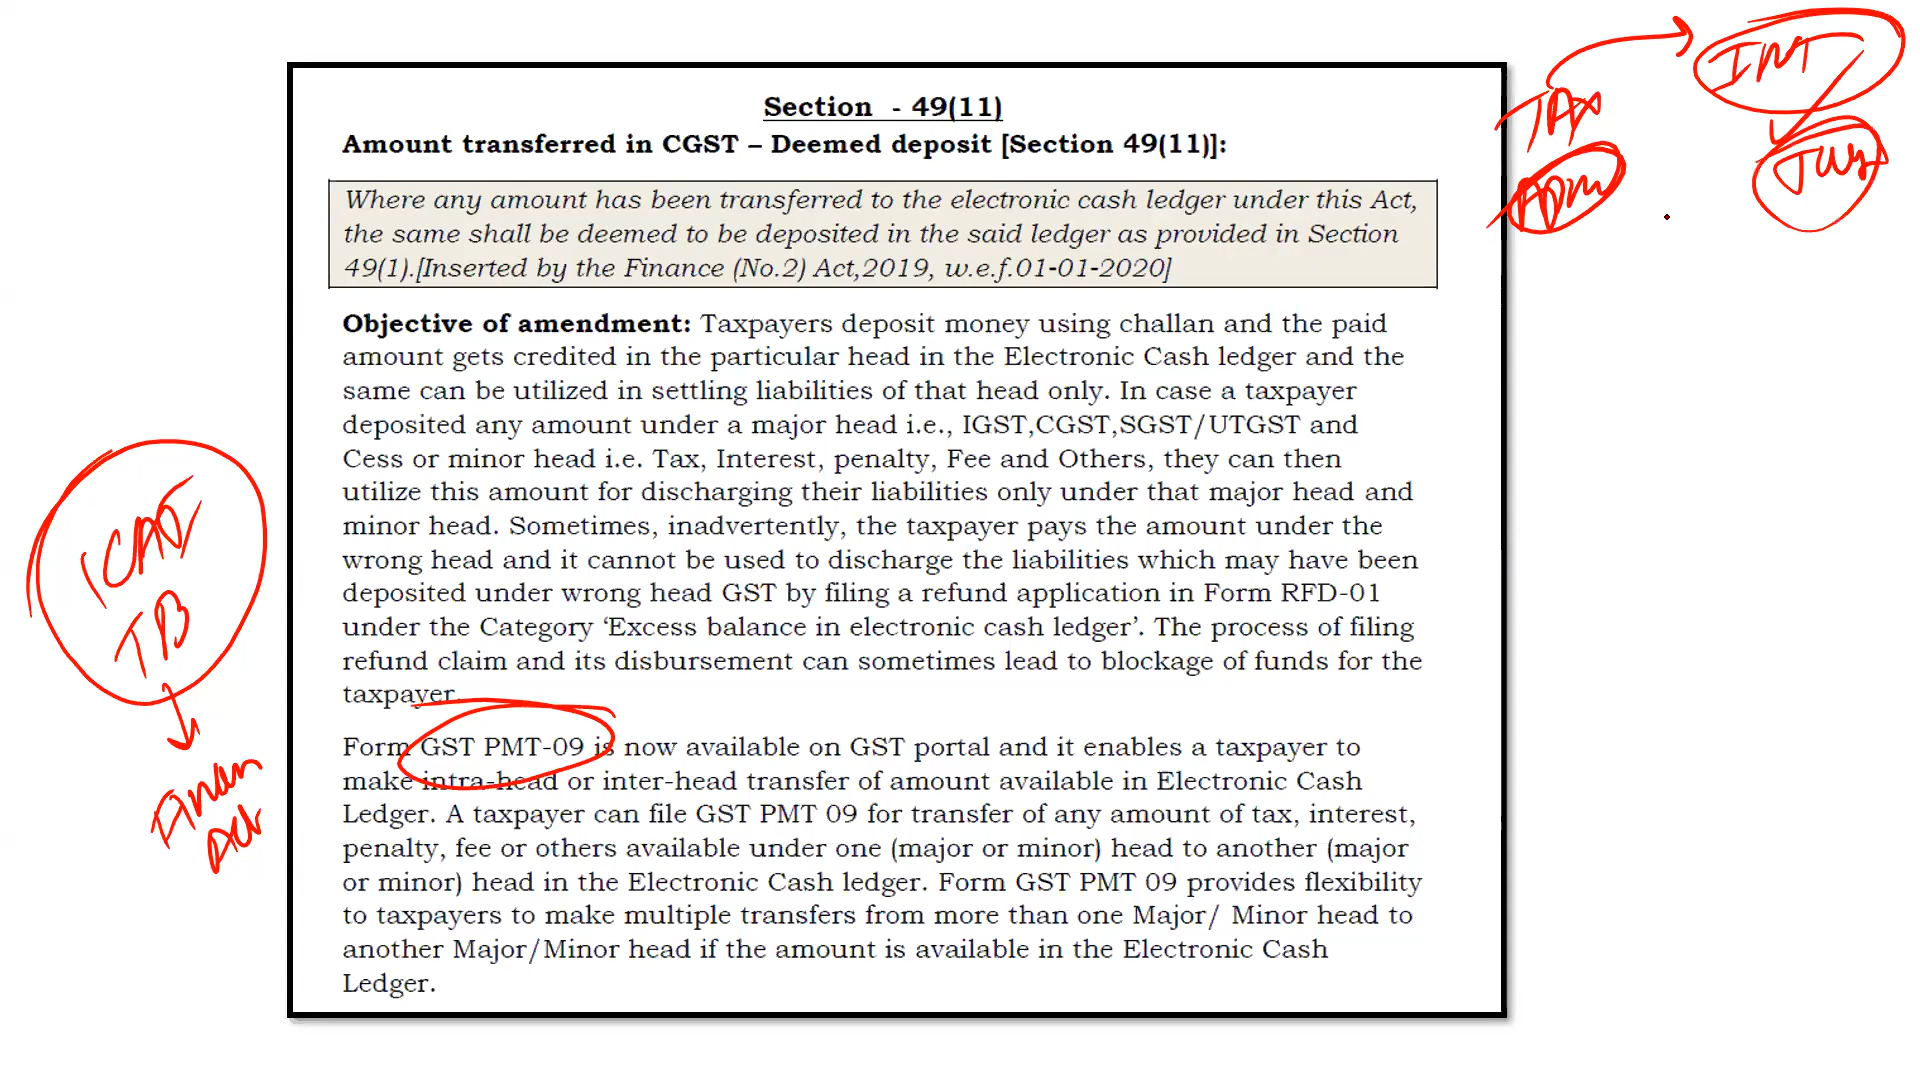 Section - 49(11)
Amount transferred in CGST – Deemed deposit [Section 49(11)]:
Where any amount has been transferred to the electronic cash ledger under this Act,
the same shall be deemed to be deposited in the said ledger as provided in Section
49(1).[Inserted by the Finance (No.2) Act,2019, w.e.f.01-01-2020]
Objective of amendment: Taxpayers deposit money using challan and the paid
amount gets credited in the particular head in the Electronic Cash ledger and the
same can be utilized in settling liabilities of that head only. In case a taxpayer
deposited any amount under a major head i.e., IGST,CGST,SGST/UTGST and
Cess or minor head i.e. Tax, Interest, penalty, Fee and Others, they can then
utilize this amount for discharging their liabilities only under that major head and
minor head. Sometimes, inadvertently, the taxpayer pays the amount under the
wrong head and it cannot be used to discharge the liabilities which may have been
deposited under wrong head GST by filing a refund application in Form RFD-01
under the Category ‘Excess balance in electronic cash ledger’. The process of filing
refund claim and its disbursement can sometimes lead to blockage of funds for the
taxpayer.
Form GST PMT-09 is now available on GST portal and it enables a taxpayer to
make intra-head or inter-head transfer of amount available in Electronic Cash
Ledger. A taxpayer can file GST PMT 09 for transfer of any amount of tax, interest,
penalty, fee or others available under one (major or minor) head to another (major
or minor) head in the Electronic Cash ledger. Form GST PMT 09 provides flexibility
to taxpayers to make multiple transfers from more than one Major/ Minor head to
another Major/Minor head if the amount is available in the Electronic Cash
Ledger.
TAX
INT